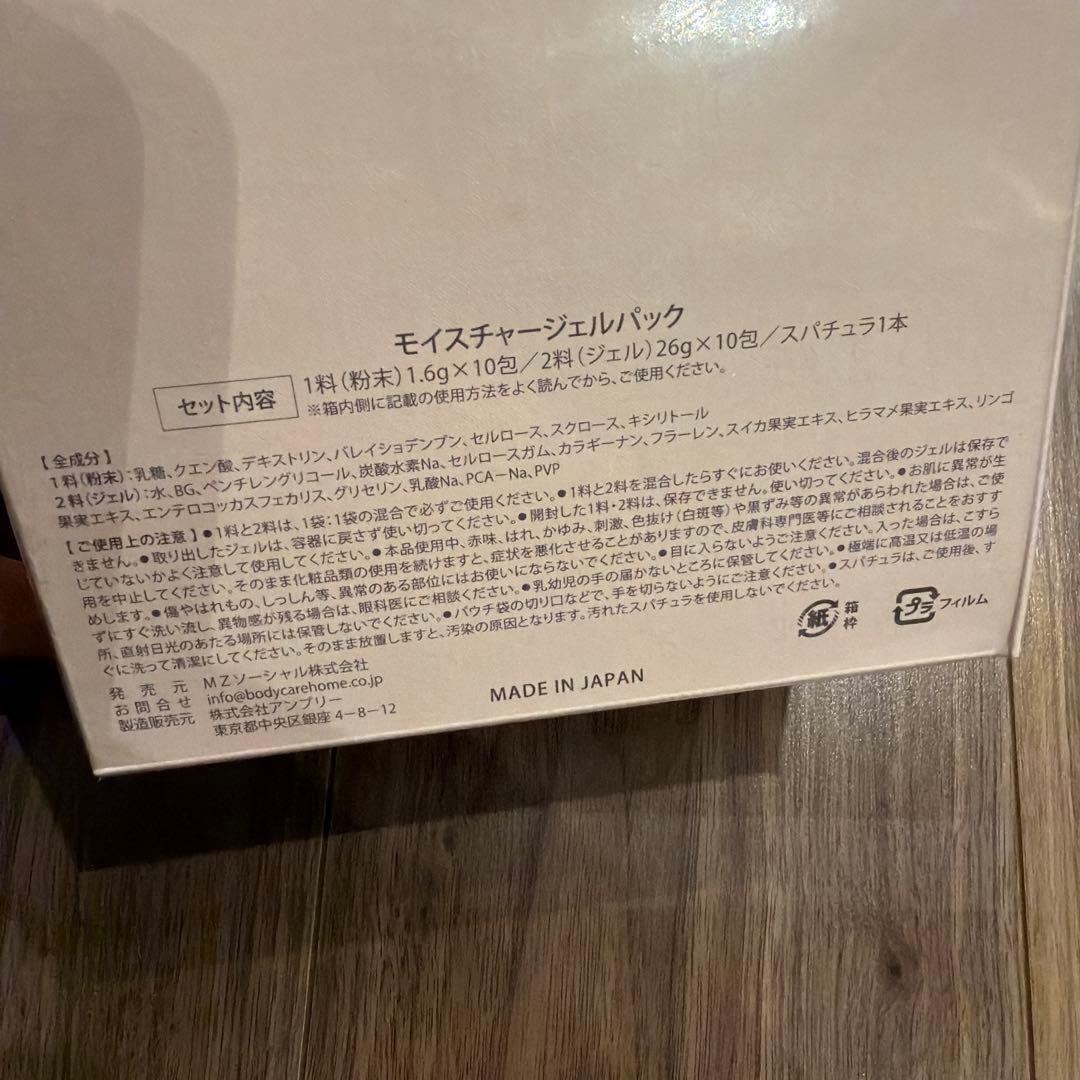 モイスチャージェルパック
セット内容
1料（粉末）1.6g×10包／2料（ジェル）26g×10包／スパチュラ1本
※箱内側に記載の使用方法をよく読んでから、ご使用ください。
【全成分】
1料（粉末）：乳糖、クエン酸、デキストリン、バレイショデンプン、セルロース、スクロース、キシリトール
2料（ジェル）：水、BG、ペンチレングリコール、炭酸水素Na、セルロースガム、カラギーナン、フラーレン、スイカ果実エキス、ヒラマメ果実エキス、リンゴ
果実エキス、エンテロコッカスフェカリス、グリセリン、乳酸Na、PCA－Na、PVP
【ご使用上の注意】●1料と2料は、1袋：1袋の混合で必ずご使用ください。●1料と2料を混合したらすぐにお使いください。混合後のジェルは保存で
きません。●取り出したジェルは、容器に戻さず使い切ってください。●開封した1料・2料は、保存できません。使い切ってください。●お肌に異常が生
じていないかよく注意して使用してください。●本品使用中、赤味、はれ、かゆみ、刺激、色抜け（白斑等）や黒ずみ等の異常があらわれた場合は、ご使
用を中止してください。そのまま化粧品類の使用を続けますと、症状を悪化させることがありますので、皮膚科専門医等にご相談されることをおすす
めします。●傷やはれもの、しっしん等、異常のある部位にはお使いにならないでください。●目に入らないようご注意ください。入った場合は、こすら
ずにすぐ洗い流し、異物感が残る場合は、眼科医にご相談ください。●乳幼児の手の届かないところに保管してください。●極端に高温又は低温の場
所、直射日光のあたる場所には保管しないでください。●パウチ袋の切り口などで、手を切らないようにご注意ください。●スパチュラは、ご使用後、す
ぐに洗って清潔にしてください。そのまま放置しますと、汚染の原因となります。汚れたスパチュラを使用しないでください。
紙
箱
枠
プラ
フィルム
発売元 MZソーシャル株式会社
お問合せ info@bodycarehome.co.jp
製造販売元 株式会社アンプリー
東京都中央区銀座4－8－12
MADE IN JAPAN